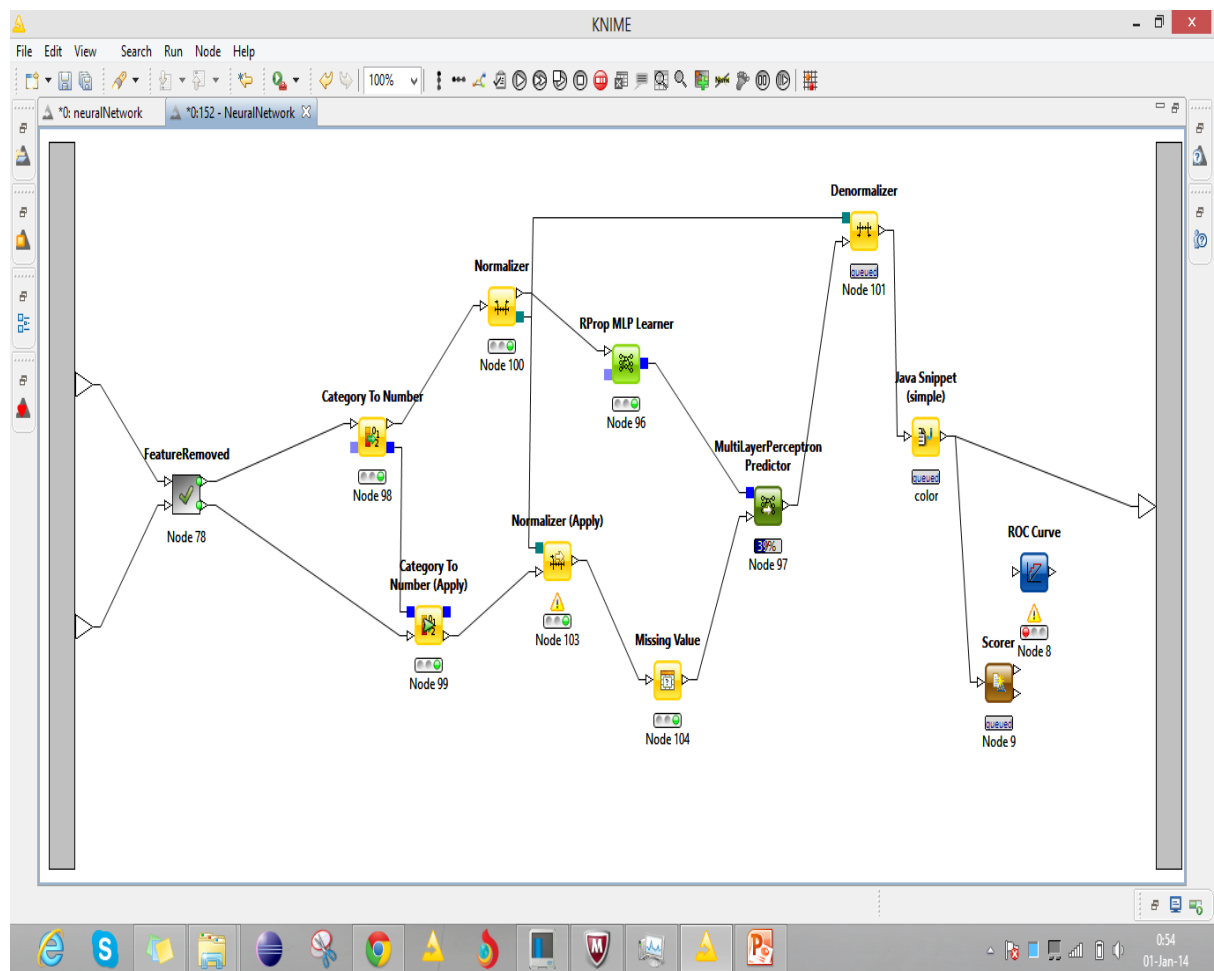 KNIME
File Edit View Search Run Node Help
100%
*0: neuralNetwork
*0:152 - NeuralNetwork
Denormalizer
queued
Node 101
Normalizer
Node 100
RProp MLP Learner
Node 96
Java Snippet
(simple)
queued
color
Category To Number
Node 98
MultiLayerPerceptron
Predictor
39%
Node 97
FeatureRemoved
Node 78
Normalizer (Apply)
Node 103
ROC Curve
Node 8
Category To
Number (Apply)
Node 99
Missing Value
Node 104
Scorer
queued
Node 9
0:54
01-Jan-14